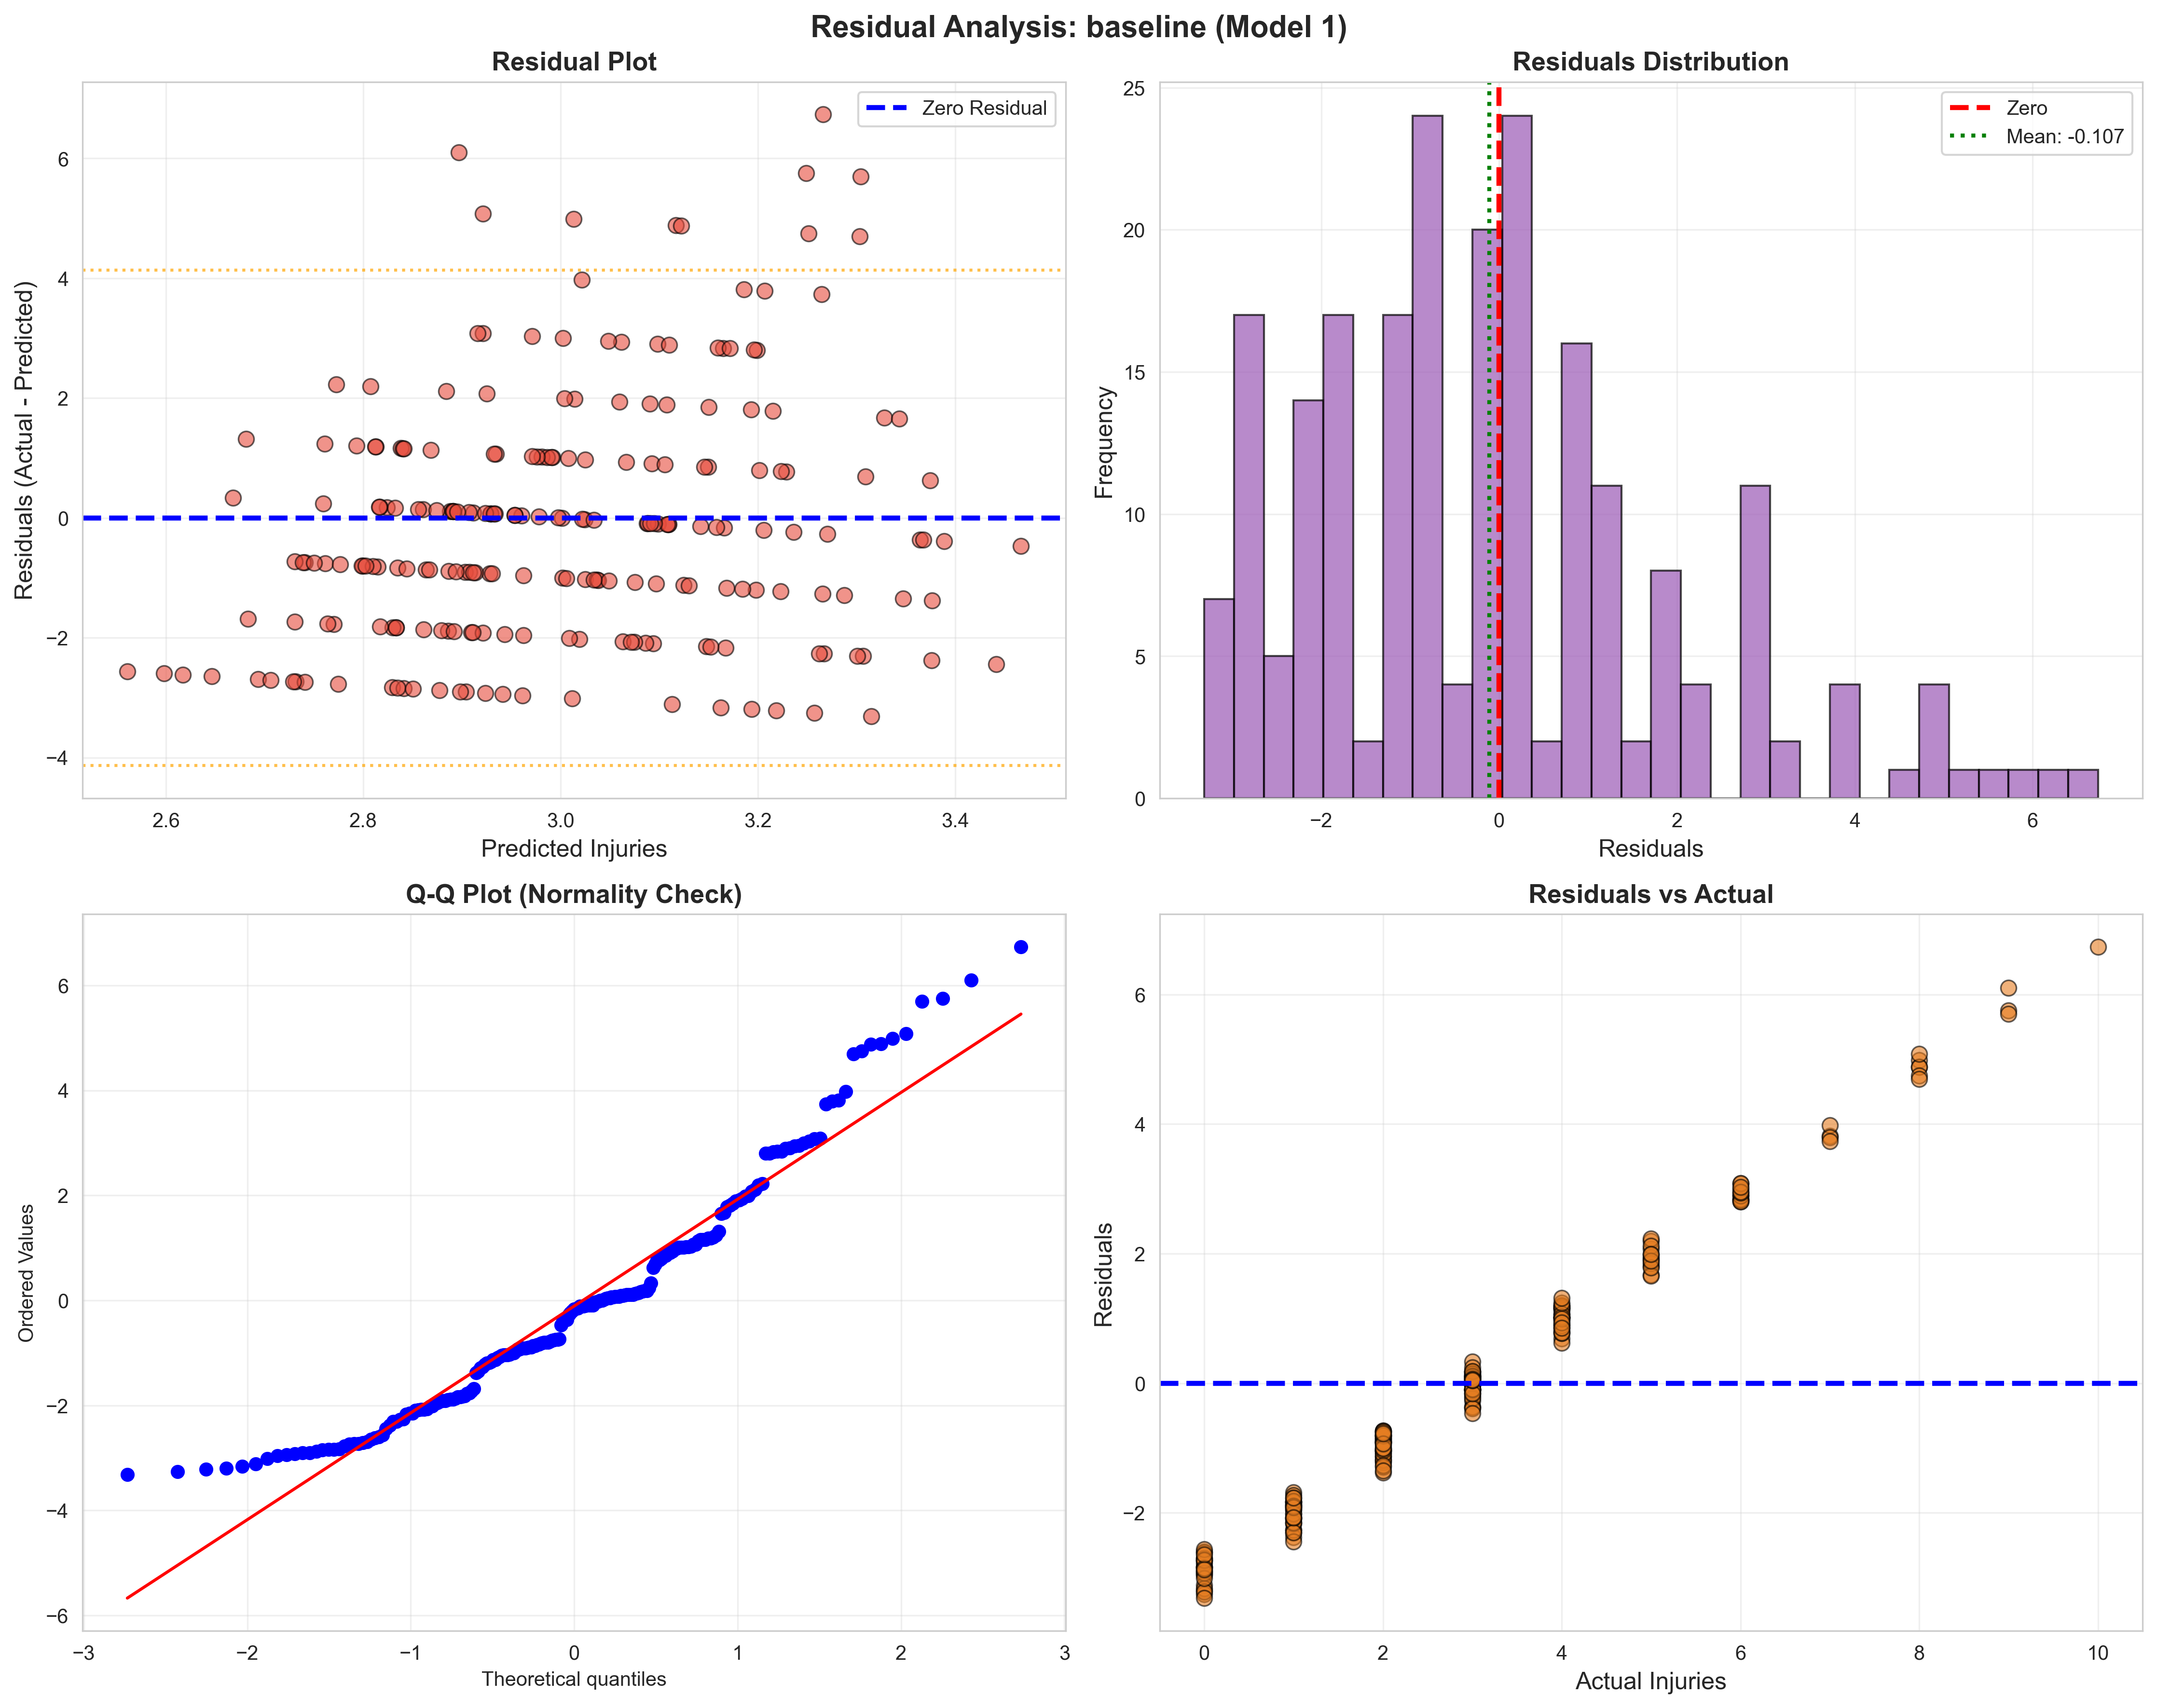 Residual Analysis: baseline (Model 1)
Residual Plot
Residuals (Actual - Predicted)
6
4
2
0
−2
−4
Zero Residual
2.6 2.8 3.0 3.2 3.4
Predicted Injuries
Residuals Distribution
Frequency
25
20
15
10
5
0
Zero
Mean: -0.107
−2 0 2 4 6
Residuals
Q-Q Plot (Normality Check)
Ordered Values
6
4
2
0
−2
−4
−6
−3 −2 −1 0 1 2 3
Theoretical quantiles
Residuals vs Actual
Residuals
6
4
2
0
−2
0 2 4 6 8 10
Actual Injuries